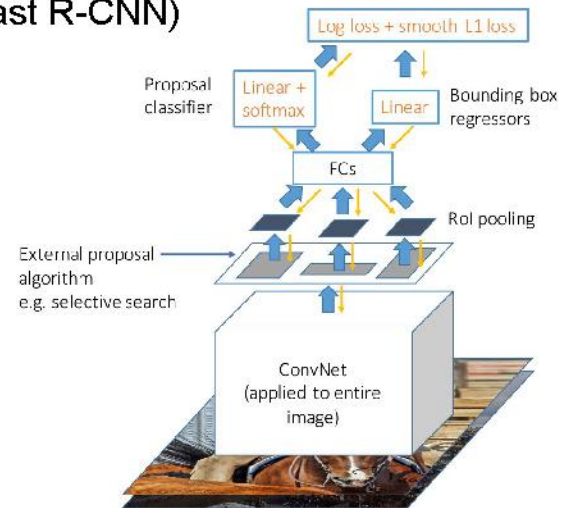 ast R-CNN)
Log loss + smooth L1 loss
Proposal
classifier
Linear +
softmax
Linear
Bounding box
regressors
FCs
RoI pooling
External proposal
algorithm
e.g. selective search
ConvNet
(applied to entire
image)